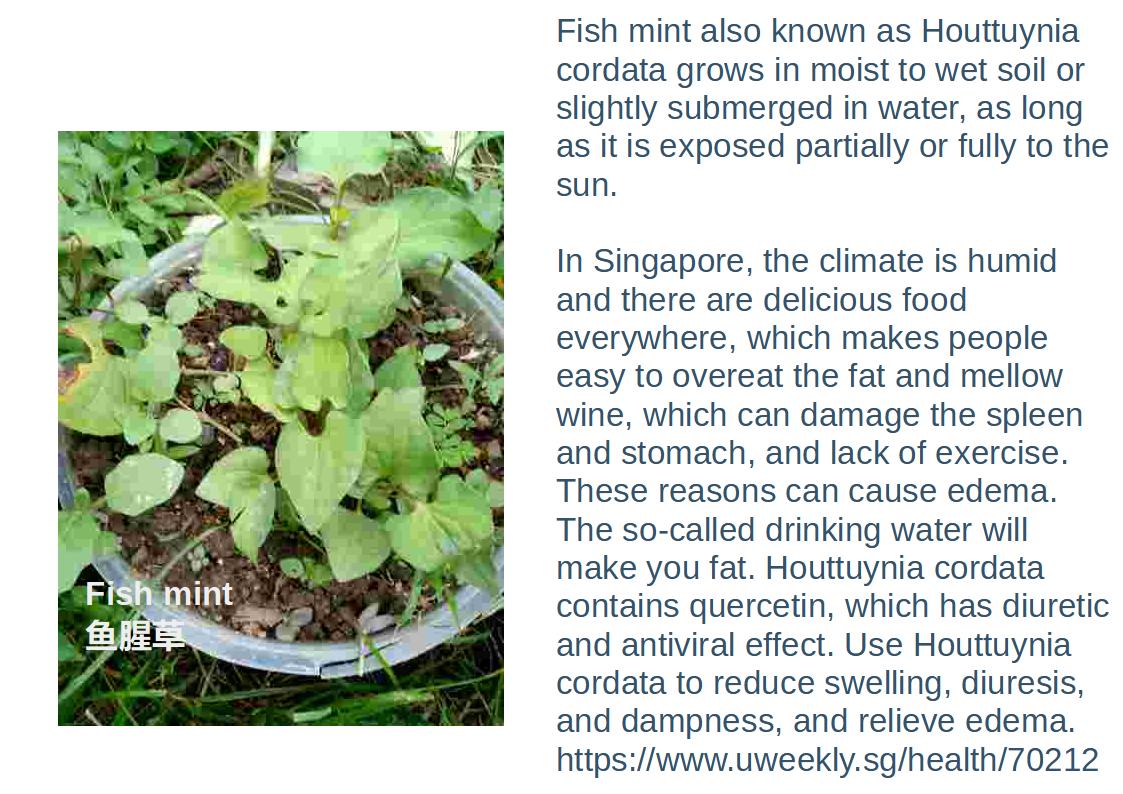 Fish mint also known as Houttuynia
cordata grows in moist to wet soil or
slightly submerged in water, as long
as it is exposed partially or fully to the
sun.
In Singapore, the climate is humid
and there are delicious food
everywhere, which makes people
easy to overeat the fat and mellow
wine, which can damage the spleen
and stomach, and lack of exercise.
These reasons can cause edema.
The so-called drinking water will
make you fat. Houttuynia cordata
contains quercetin, which has diuretic
and antiviral effect. Use Houttuynia
cordata to reduce swelling, diuresis,
and dampness, and relieve edema.
https://www.uweekly.sg/health/70212
Fish mint
鱼腥草